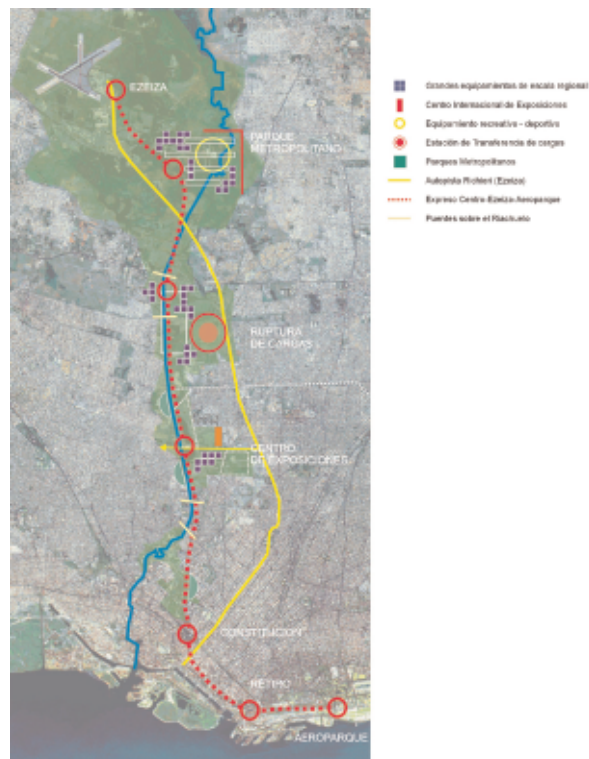 EZEIZA
PARQUE
METROPOLITANO
RUPTURA
DE CARGAS
CENTRO
DE EXPOSICIONES
CONSTITUCION
RETIRO
AEROPARQUE
Grandes equipamientos de escala regional
Centro Internacional de Exposiciones
Equipamiento recreativo - deportivo
Estación de Transferencia de cargas
Parques Metropolitanos
Autopista Richieri (Ezeiza)
Expreso Centro-Ezeiza-Aeroparque
Puentes sobre el Riachuelo